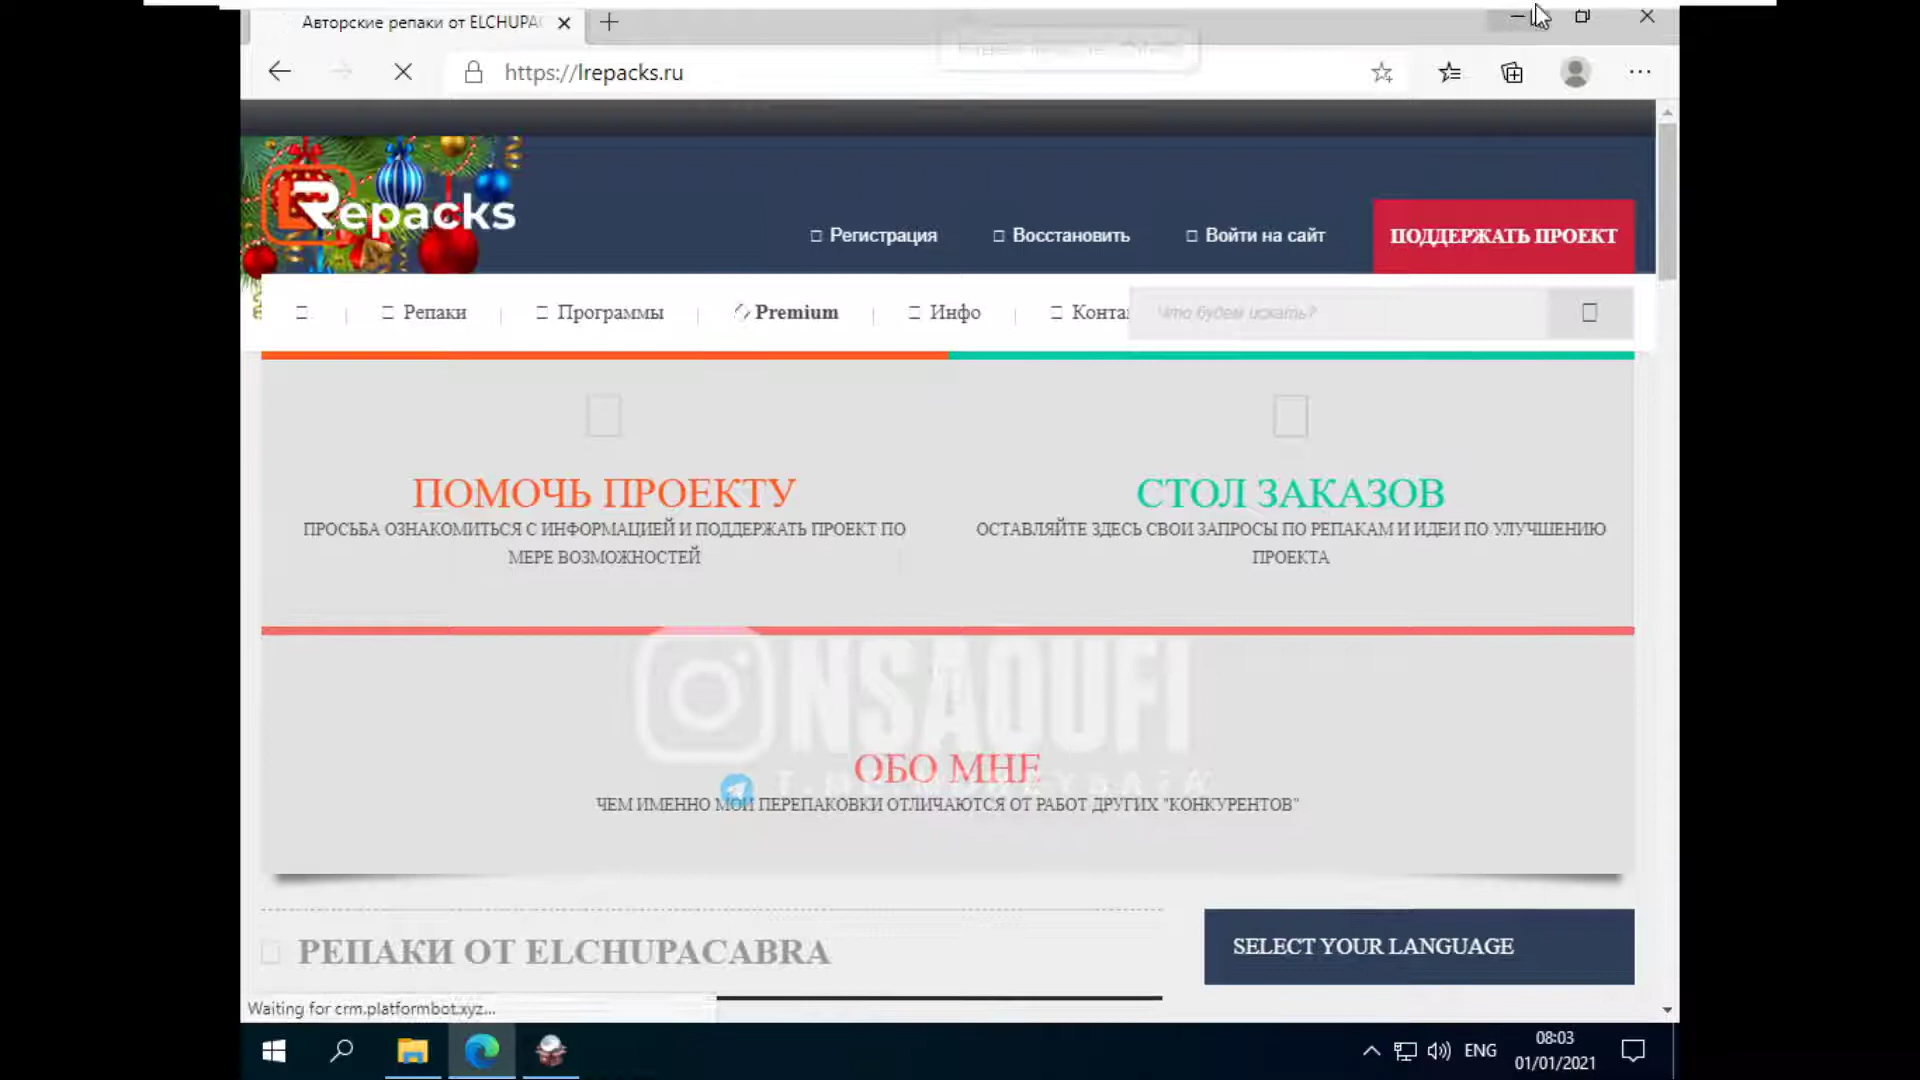 Авторские репаки от ELCHUPA
https://lrepacks.ru
LRepacks
Регистрация
Восстановить
Войти на сайт
ПОДДЕРЖАТЬ ПРОЕКТ
Репаки
Программы
Premium
Инфо
Конта
Что будем искать?
ПОМОЧЬ ПРОЕКТУ
ПРОСЬБА ОЗНАКОМИТЬСЯ С ИНФОРМАЦИЕЙ И ПОДДЕРЖАТЬ ПРОЕКТ ПО
МЕРЕ ВОЗМОЖНОСТЕЙ
СТОЛ ЗАКАЗОВ
ОСТАВЛЯЙТЕ ЗДЕСЬ СВОИ ЗАПРОСЫ ПО РЕПАКАМ И ИДЕИ ПО УЛУЧШЕНИЮ
ПРОЕКТА
NSAQUFI
ОБО МНЕ
ЧЕМ ИМЕННО МОИ ПЕРЕПАКОВКИ ОТЛИЧАЮТСЯ ОТ РАБОТ ДРУГИХ "КОНКУРЕНТОВ"
РЕПАКИ ОТ ELCHUPACABRA
SELECT YOUR LANGUAGE
Waiting for crm.platformbot.xyz...
ENG
08:03
01/01/2021